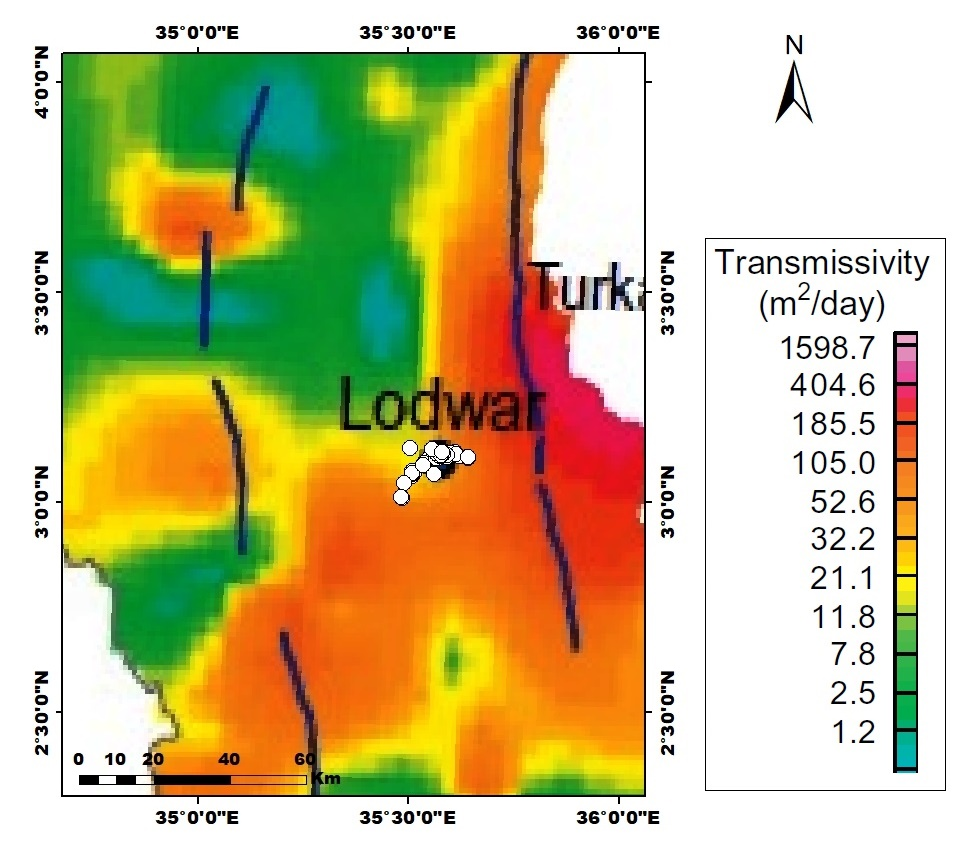 35°0'0"E 35°30'0"E 36°0'0"E
N
4°0'0"N
3°30'0"N
3°30'0"N
Turka
Transmissivity
(m2/day)
1598.7
404.6
185.5
105.0
52.6
32.2
21.1
11.8
7.8
2.5
1.2
Lodwar
3°0'0"N
3°0'0"N
2°30'0"N
2°30'0"N
0 10 20 40 60
Km
35°0'0"E 35°30'0"E 36°0'0"E